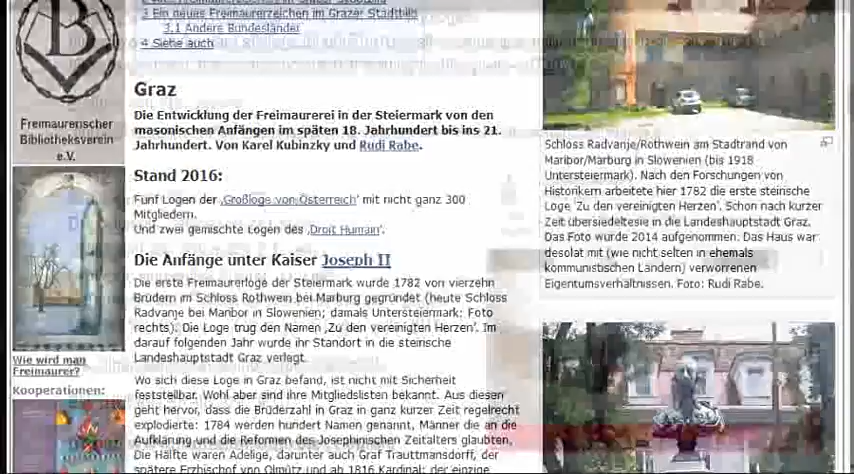 B
Freimaurerischer
Bibliotheksverein
e.V.
Wie wird man
Freimaurer?
Kooperationen:
3 Ein neues Freimaurerzeichen im Grazer Stadtbild
3.1 Andere Bundesländer
4 Siehe auch
Graz
Die Entwicklung der Freimaurerei in der Steiermark von den
masonischen Anfängen im späten 18. Jahrhundert bis ins 21.
Jahrhundert. Von Karel Kubinzky und Rudi Rabe.
Stand 2016:
Fünf Logen der ‚Großloge von Österreich' mit nicht ganz 300
Mitgliedern.
Und zwei gemischte Logen des ‚Droit Humain'.
Die Anfänge unter Kaiser Joseph II
Die erste Freimaurerloge der Steiermark wurde 1782 von vierzehn
Brüdern im Schloss Rothwein bei Marburg gegründet (heute Schloss
Radvanje bei Maribor in Slowenien; damals Untersteiermark: Foto
rechts). Die Loge trug den Namen ‚Zu den vereinigten Herzen'. Im
darauf folgenden Jahr wurde ihr Standort in die steirische
Landeshauptstadt Graz verlegt.
Wo sich diese Loge in Graz befand, ist nicht mit Sicherheit
feststellbar. Wohl aber sind ihre Mitgliedslisten bekannt. Aus diesen
geht hervor, dass die Brüderzahl in Graz in ganz kurzer Zeit regelrecht
explodierte: 1784 werden hundert Namen genannt, Männer die an die
Aufklärung und die Reformen des Josephinischen Zeitalters glaubten.
Die Hälfte waren Adelige, darunter auch Graf Trauttmansdorff, der
spätere Erzbischof von Olmütz und ab 1816 Kardinal; der einzige
Schloss Radvanje/Rothwein am Stadtrand von
Maribor/Marburg in Slowenien (bis 1918
Untersteiermark). Nach den Forschungen von
Historikern arbeitete hier 1782 die erste steirische
Loge 'Zu den vereinigten Herzen'. Schon nach kurzer
Zeit übersiedeltesie in die Landeshauptstadt Graz.
Das Foto wurde 2014 aufgenommen: Das Haus war
desolat mit (wie nicht selten in ehemals
kommunistischen Ländern) verworrenen
Eigentumsverhältnissen. Foto: Rudi Rabe.